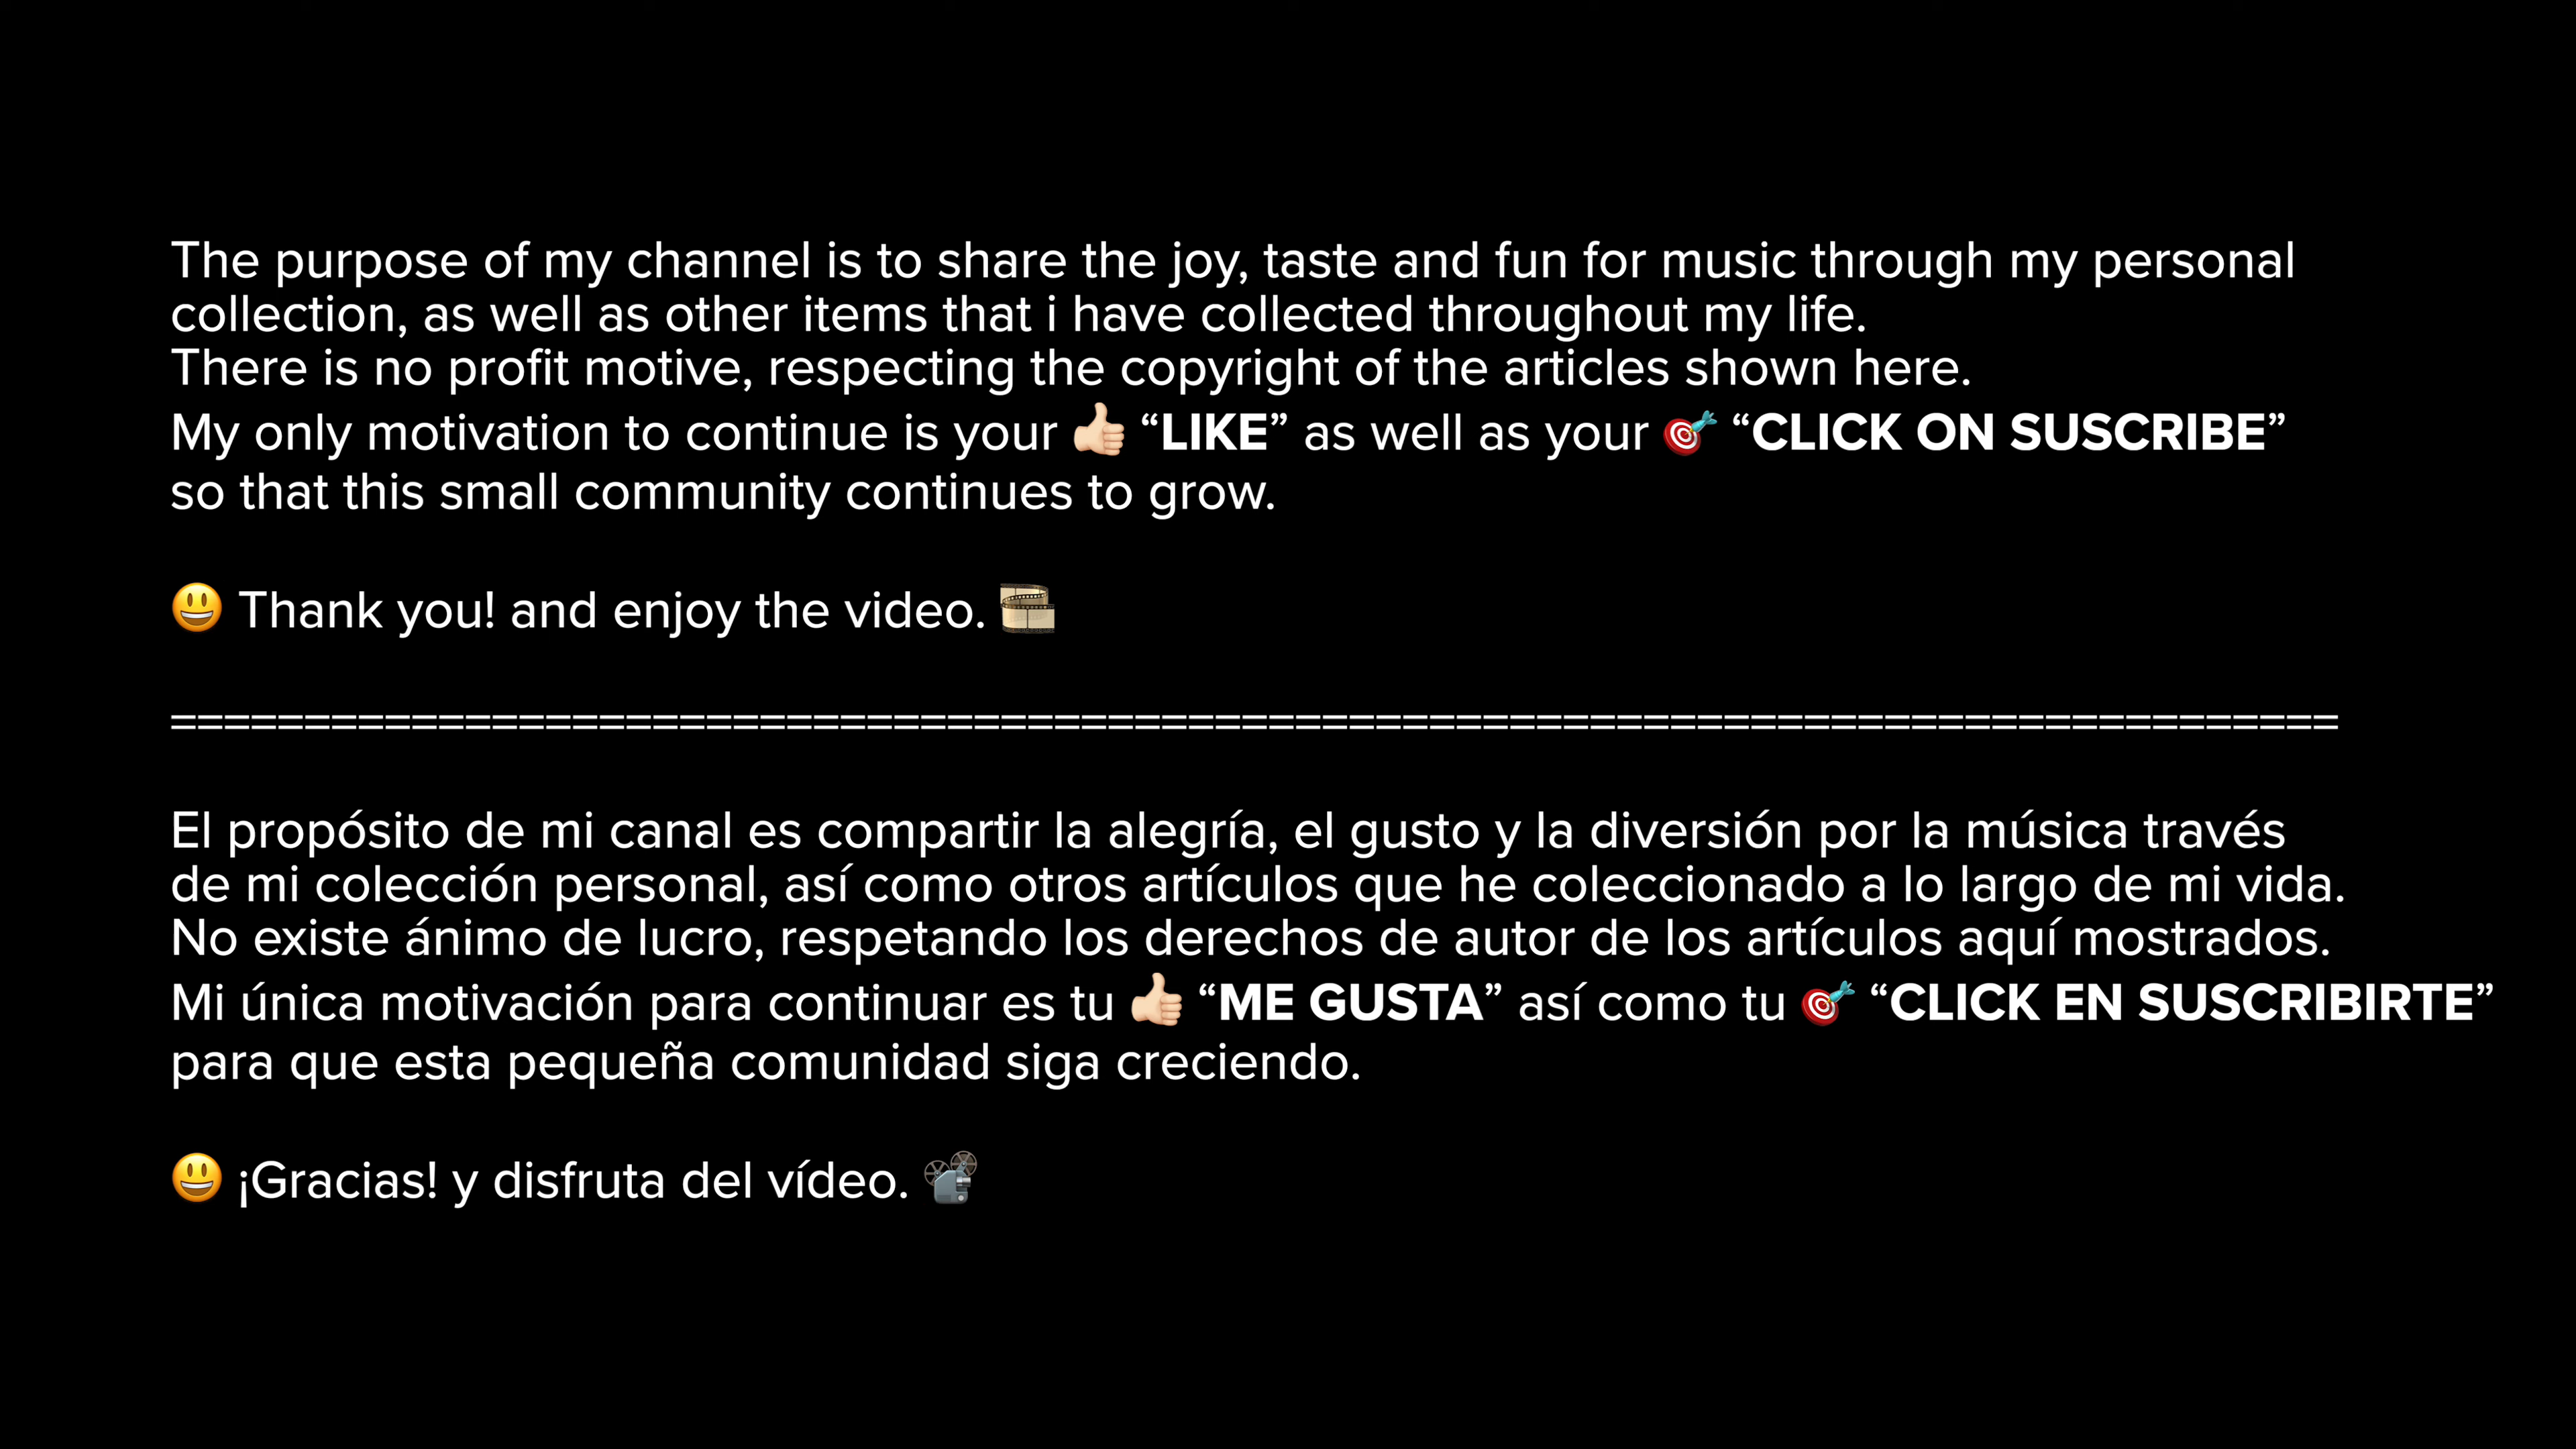 The purpose of my channel is to share the joy, taste and fun for music through my personal
collection, as well as other items that i have collected throughout my life.
There is no profit motive, respecting the copyright of the articles shown here.
My only motivation to continue is your 👍🏻 “LIKE” as well as your 🎯 “CLICK ON SUSCRIBE”
so that this small community continues to grow.
😃 Thank you! and enjoy the video. 🎞️
=================================================================================
El propósito de mi canal es compartir la alegría, el gusto y la diversión por la música través
de mi colección personal, así como otros artículos que he coleccionado a lo largo de mi vida.
No existe ánimo de lucro, respetando los derechos de autor de los artículos aquí mostrados.
Mi única motivación para continuar es tu 👍🏻 “ME GUSTA” así como tu 🎯 “CLICK EN SUSCRIBIRTE”
para que esta pequeña comunidad siga creciendo.
😃 ¡Gracias! y disfruta del vídeo. 📽️